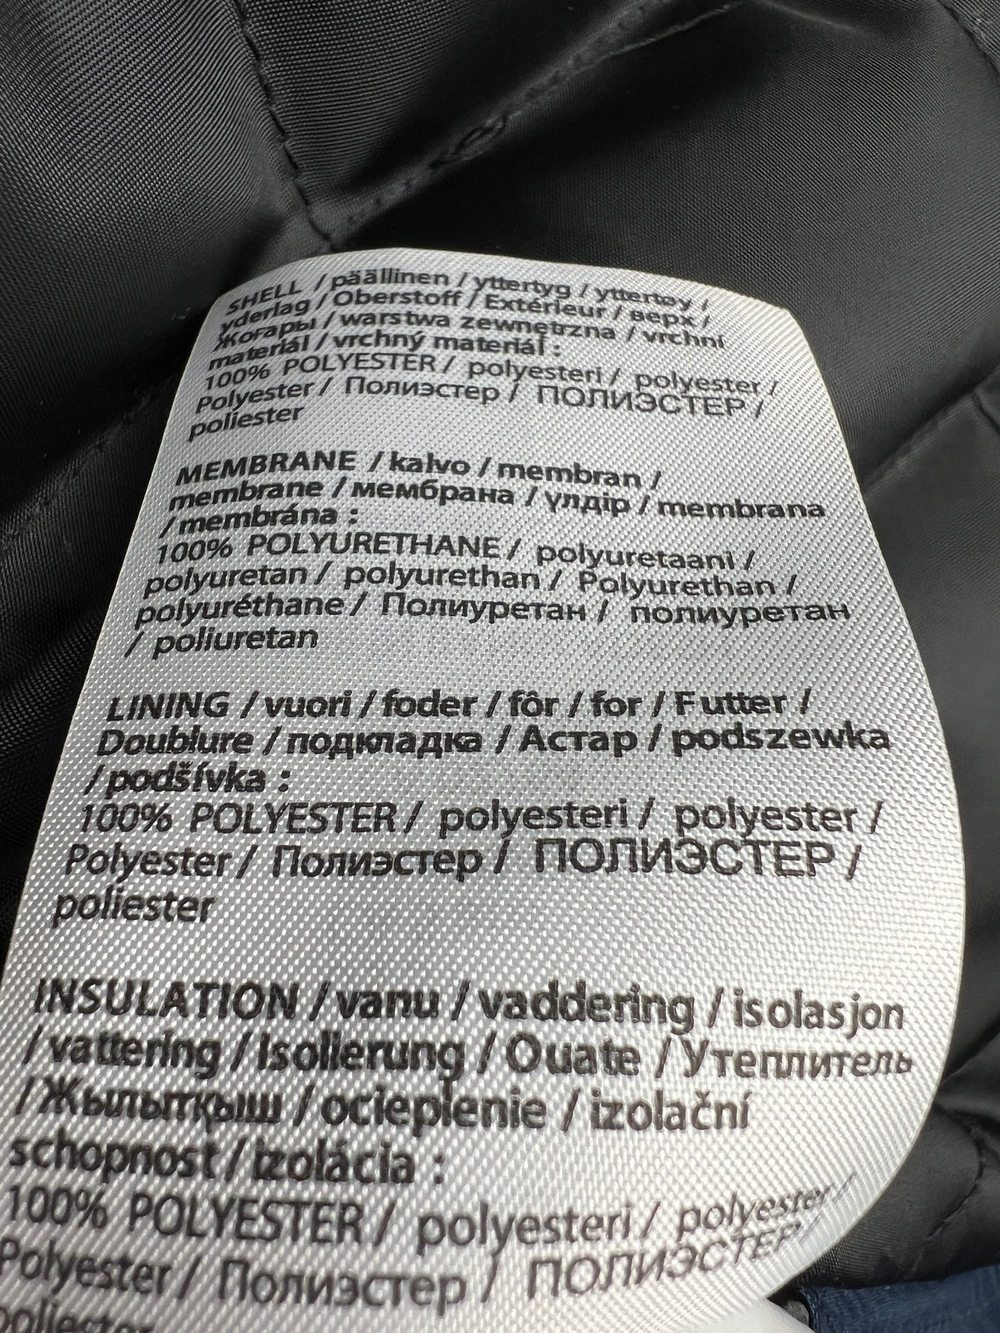 SHELL / päällinen / yttertyg / yttertøy /
yderlag / Oberstoff / Extérieur / верх /
Жоғары / warstwa zewnętrzna / vrchní
materiál / vrchný materiál :
100% POLYESTER / polyesteri / polyester /
Polyester / Полиэстер / ПОЛИЭСТЕР /
poliester
MEMBRANE / kalvo / membran /
membrane / мембрана / үлдір / membrana
/ membrána :
100% POLYURETHANE / polyuretaani /
polyuretan / polyurethan / Polyurethan /
polyuréthane / Полиуретан / полиуретан
/ poliuretan
LINING / vuori / foder / fôr / for / Futter /
Doublure / подкладка / Астар / podszewka
/ podšívka :
100% POLYESTER / polyesteri / polyester /
Polyester / Полиэстер / ПОЛИЭСТЕР /
poliester
INSULATION / vanu / vaddering / isolasjon
/ vattering / Isolierung / Ouate / Утеплитель
/ Жылытқыш / ocieplenie / izolační
schopnost / izolácia :
100% POLYESTER / polyesteri / polyester /
Polyester / Полиэстер / ПОЛИЭСТЕР /
poliester